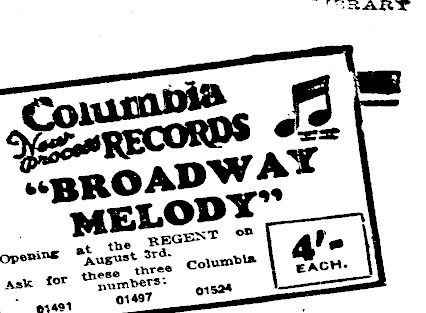 LIBRARY
Columbia
New
process RECORDS
"BROADWAY
MELODY"
Opening at the REGENT on
August 3rd.
Ask for these three Columbia
numbers:
01491 01497 01524
4'-
EACH.